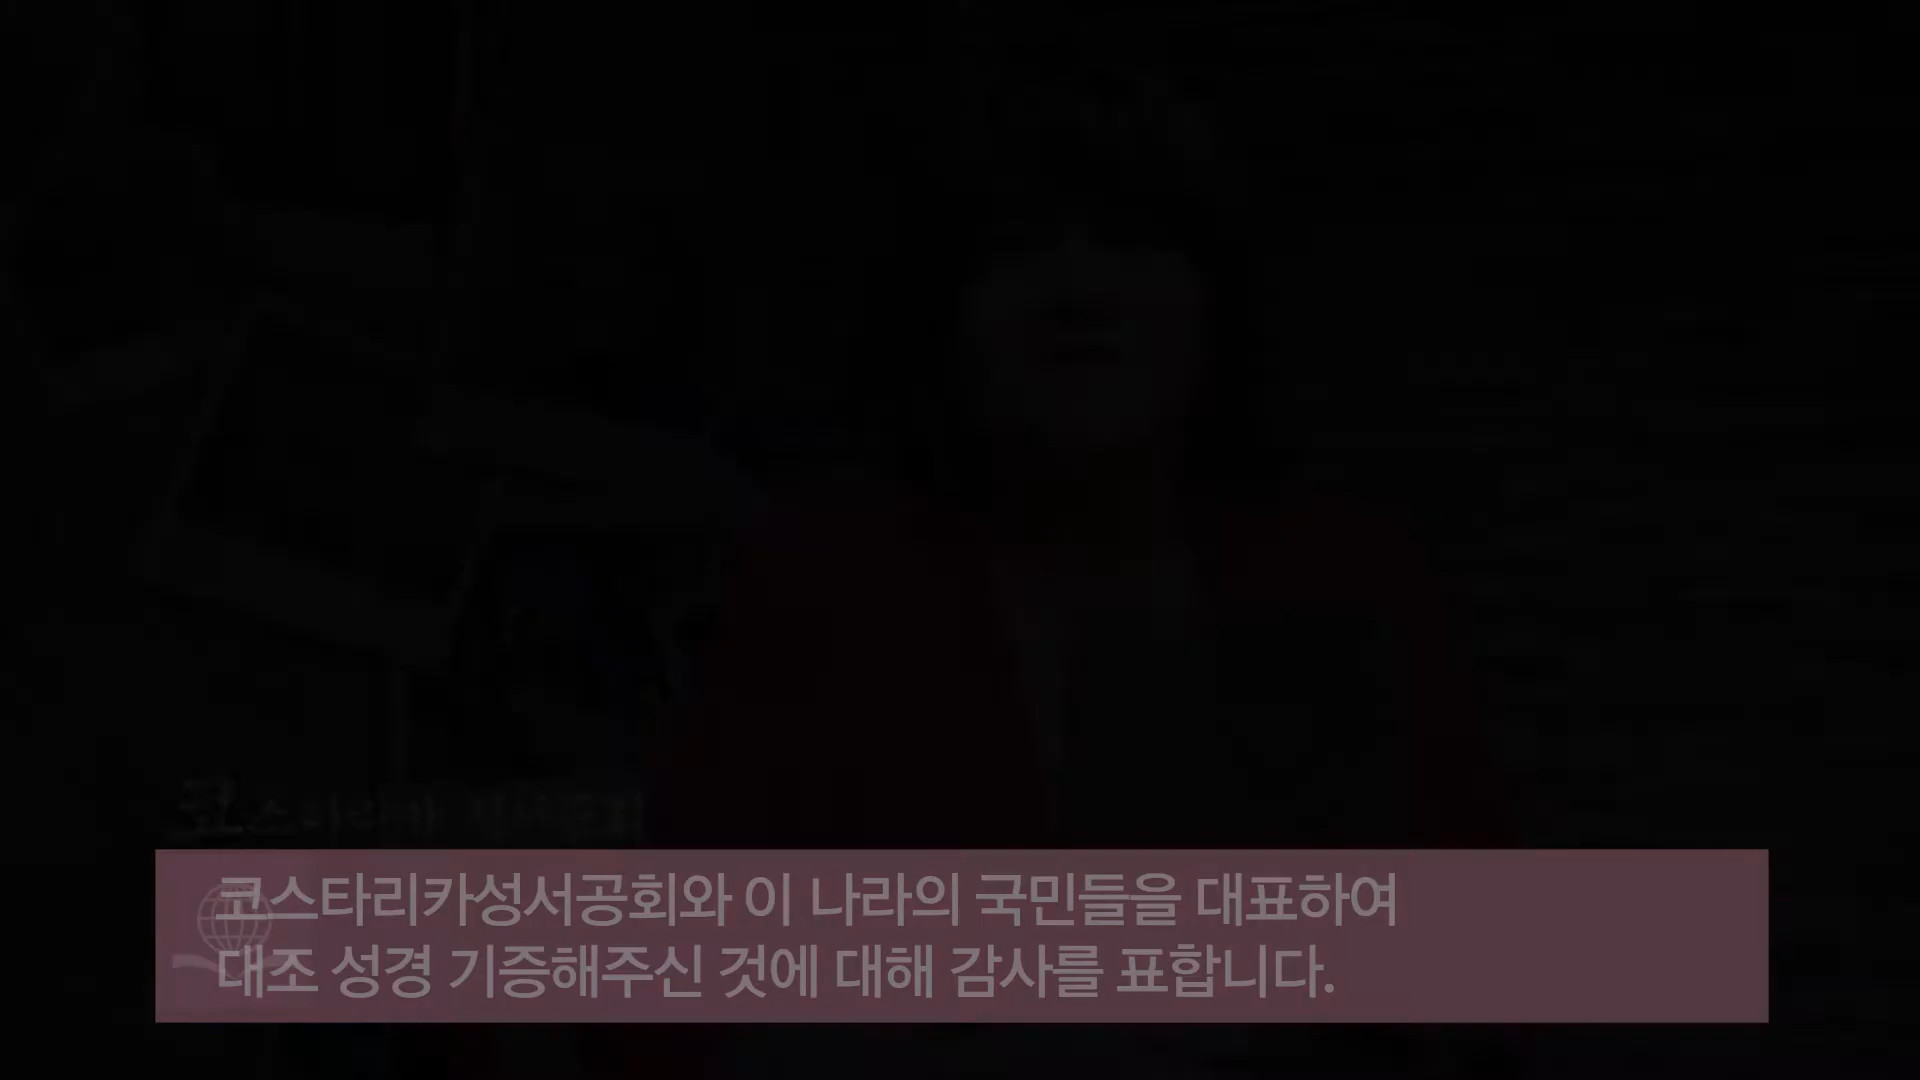 코스타리카성서공회와 이 나라의 국민들을 대표하여
대조 성경 기증해주신 것에 대해 감사를 표합니다.